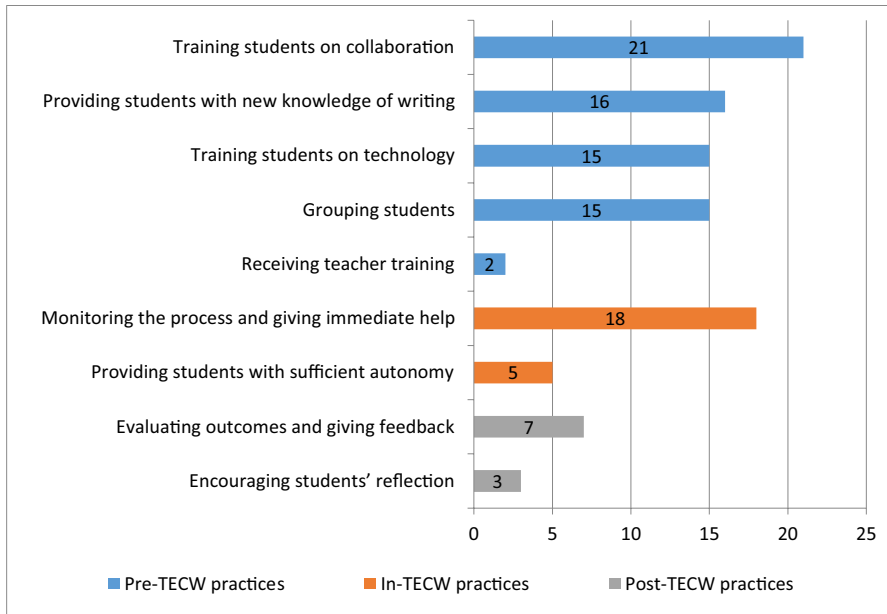 Training students on collaboration 21
Providing students with new knowledge of writing 16
Training students on technology 15
Grouping students 15
Receiving teacher training 2
Monitoring the process and giving immediate help 18
Providing students with sufficient autonomy 5
Evaluating outcomes and giving feedback 7
Encouraging students’ reflection 3
0 5 10 15 20 25
Pre-TECW practices In-TECW practices Post-TECW practices